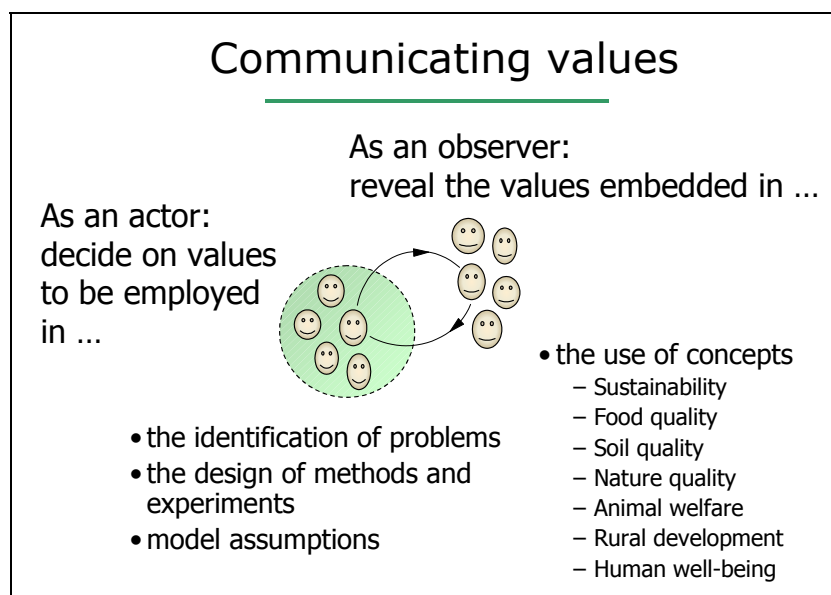 Communicating values
As an observer:
reveal the values embedded in ...
As an actor:
decide on values
to be employed
in ...
• the identification of problems
• the design of methods and
experiments
• model assumptions
• the use of concepts
– Sustainability
– Food quality
– Soil quality
– Nature quality
– Animal welfare
– Rural development
– Human well-being